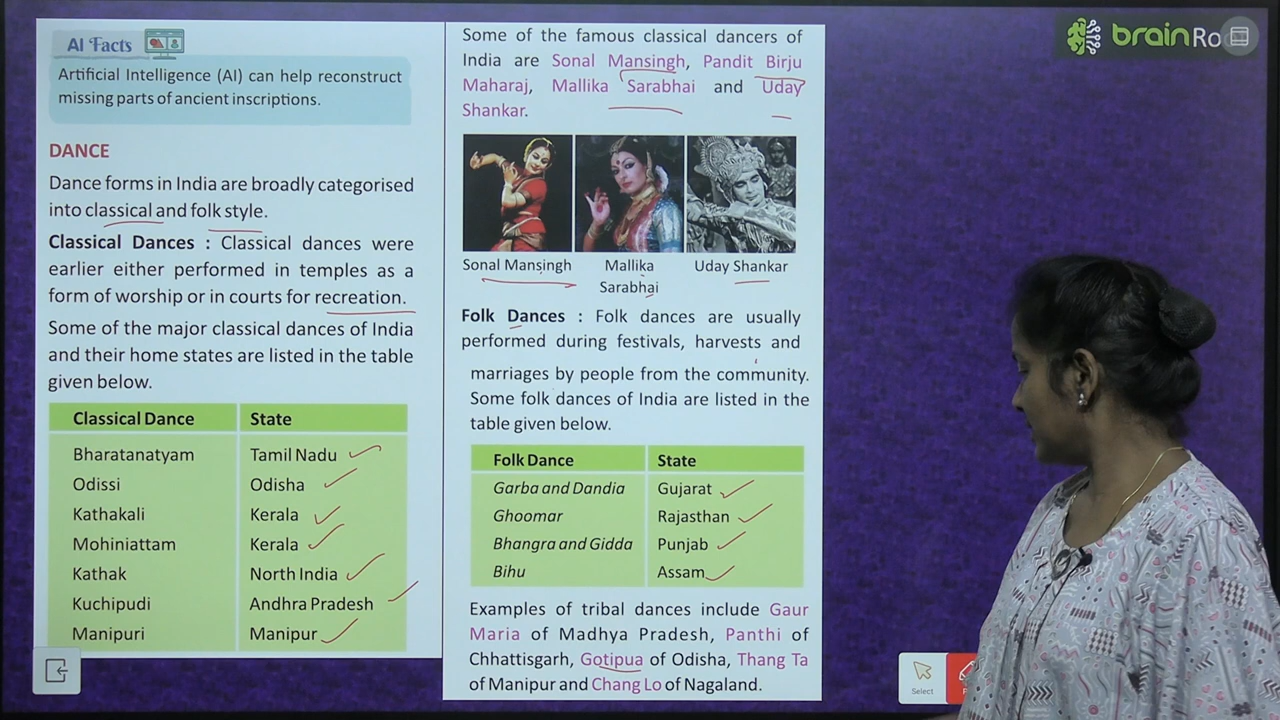 AI Facts
Artificial Intelligence (AI) can help reconstruct
missing parts of ancient inscriptions.
DANCE
Dance forms in India are broadly categorised
into classical and folk style.
Classical Dances : Classical dances were
earlier either performed in temples as a
form of worship or in courts for recreation.
Some of the major classical dances of India
and their home states are listed in the table
given below.
Classical Dance State
Bharatanatyam Tamil Nadu
Odissi Odisha
Kathakali Kerala
Mohiniattam Kerala
Kathak North India
Kuchipudi Andhra Pradesh
Manipuri Manipur
Some of the famous classical dancers of
India are Sonal Mansingh, Pandit Birju
Maharaj, Mallika Sarabhai and Uday
Shankar.
Sonal Mansingh Mallika Uday Shankar
Sarabhai
Folk Dances : Folk dances are usually
performed during festivals, harvests and
marriages by people from the community.
Some folk dances of India are listed in the
table given below.
Folk Dance State
Garba and Dandia Gujarat
Ghoomar Rajasthan
Bhangra and Gidda Punjab
Bihu Assam
Examples of tribal dances include Gaur
Maria of Madhya Pradesh, Panthi of
Chhattisgarh, Gotipua of Odisha, Thang Ta
of Manipur and Chang Lo of Nagaland.
brain
Select